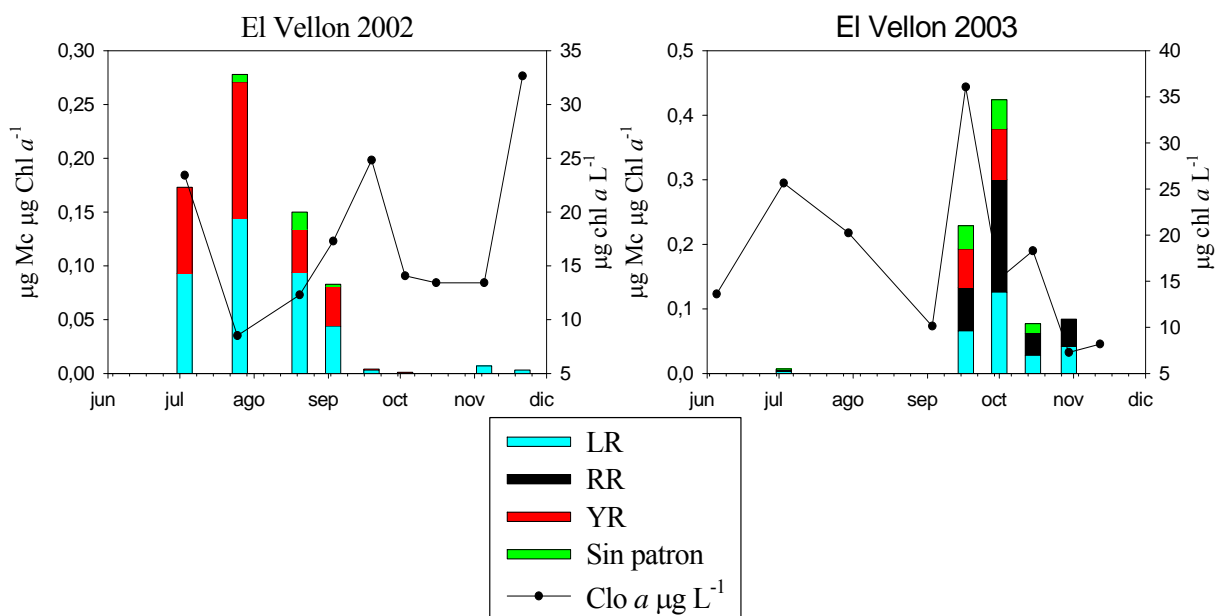 El Vellon 2002
0,30
0,25
0,20
0,15
0,10
0,05
0,00
µg Mc µg Chl a⁻¹
35
30
25
20
15
10
5
µg chl a L⁻¹
jun jul ago sep oct nov dic
El Vellon 2003
0,5
0,4
0,3
0,2
0,1
0,0
µg Mc µg Chl a⁻¹
40
35
30
25
20
15
10
5
µg chl a L⁻¹
jun jul ago sep oct nov dic
LR
RR
YR
Sin patron
Clo a µg L⁻¹